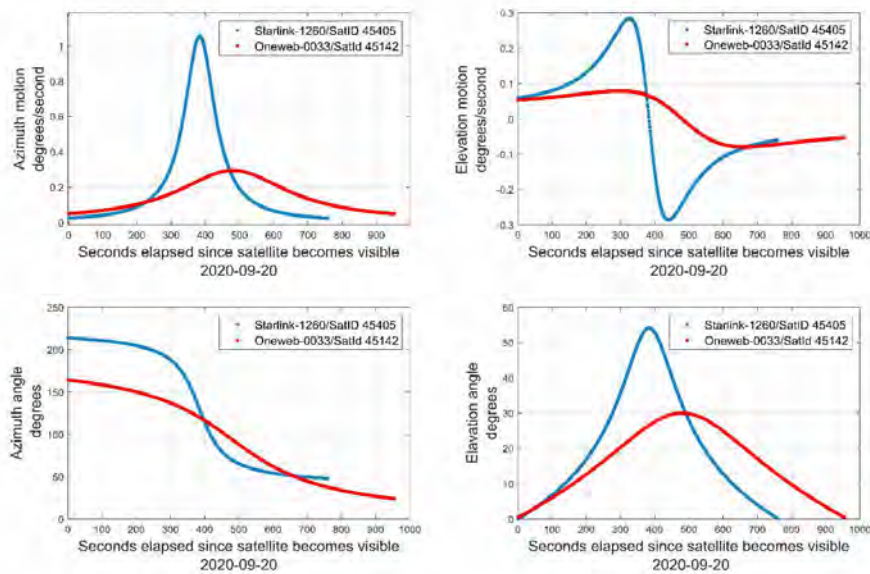 Azimuth motion
degrees/second
1
0.8
0.6
0.4
0.2
0
Starlink-1260/SatID 45405
Oneweb-0033/SatId 45142
0 100 200 300 400 500 600 700 800 900
Seconds elapsed since satellite becomes visible
2020-09-20
Elevation motion
degrees/second
0.3
0.2
0.1
0
-0.1
-0.2
-0.3
Starlink-1260/SatID 45405
Oneweb-0033/SatId 45142
0 100 200 300 400 500 600 700 800 900 1000
Seconds elapsed since satellite becomes visible
2020-09-20
Azimuth angle
degrees
250
200
150
100
50
0
Starlink-1260/SatID 45405
Oneweb-0033/SatId 45142
0 100 200 300 400 500 600 700 800 900 1000
Seconds elapsed since satellite becomes visible
2020-09-20
Elavation angle
degrees
60
50
40
30
20
10
0
Starlink-1260/SatID 45405
Oneweb-0033/SatId 45142
0 100 200 300 400 500 600 700 800 900 1000
Seconds elapsed since satellite becomes visible
2020-09-20